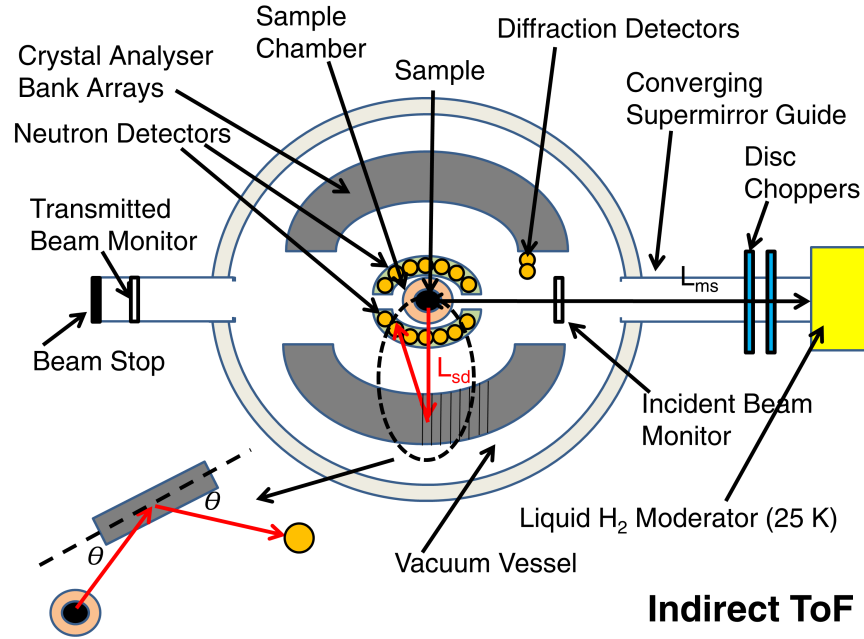 Sample
Chamber
Diffraction Detectors
Crystal Analyser
Bank Arrays
Sample
Converging
Supermirror Guide
Neutron Detectors
Disc
Choppers
Transmitted
Beam Monitor
Lms
Beam Stop
Lsd
Incident Beam
Monitor
θ
θ
Liquid H2 Moderator (25 K)
Vacuum Vessel
Indirect ToF